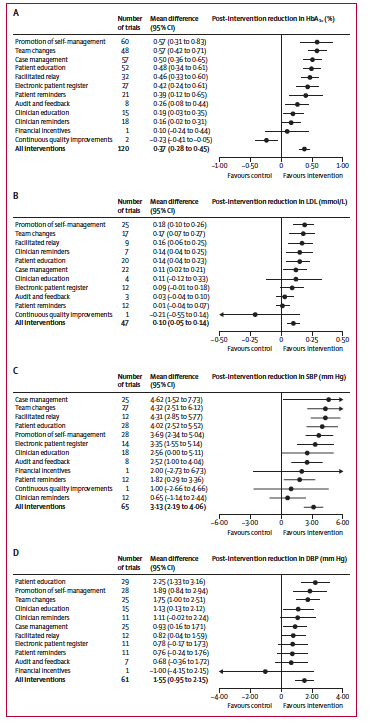 A
Number of trials Mean difference (95% CI) Post-intervention reduction in HbA1c (%)
Promotion of self-management 60 0·57 (0·31 to 0·83)
Team changes 48 0·57 (0·42 to 0·71)
Case management 57 0·50 (0·36 to 0·65)
Patient education 52 0·48 (0·34 to 0·61)
Facilitated relay 32 0·46 (0·33 to 0·60)
Electronic patient register 27 0·42 (0·24 to 0·61)
Patient reminders 21 0·39 (0·12 to 0·65)
Audit and feedback 8 0·26 (0·08 to 0·44)
Clinician education 15 0·19 (0·03 to 0·35)
Clinician reminders 18 0·16 (0·02 to 0·31)
Financial incentives 1 0·10 (–0·24 to 0·44)
Continuous quality improvements 2 –0·23 (–0·41 to –0·05)
All interventions 120 0·37 (0·28 to 0·45)
–1·00 –0·50 0 0·50 1·00
Favours control Favours intervention
B
Number of trials Mean difference (95% CI) Post-intervention reduction in LDL (mmol/L)
Promotion of self-management 25 0·18 (0·10 to 0·26)
Team changes 17 0·17 (0·07 to 0·27)
Facilitated relay 9 0·16 (0·06 to 0·25)
Clinician reminders 7 0·14 (0·04 to 0·25)
Patient education 20 0·14 (0·04 to 0·23)
Case management 22 0·11 (0·02 to 0·21)
Clinician education 4 0·11 (–0·12 to 0·33)
Electronic patient register 12 0·09 (–0·01 to 0·18)
Audit and feedback 3 0·03 (–0·04 to 0·10)
Patient reminders 12 0·01 (–0·04 to 0·07)
Continuous quality improvements 1 –0·21 (–0·55 to 0·14)
All interventions 47 0·10 (0·05 to 0·14)
–0·50 –0·25 0 0·25 0·50
Favours control Favours intervention
C
Number of trials Mean difference (95% CI) Post-intervention reduction in SBP (mm Hg)
Case management 25 4·62 (1·52 to 7·73)
Team changes 27 4·32 (2·51 to 6·12)
Facilitated relay 12 4·31 (2·85 to 5·77)
Patient education 28 4·02 (2·52 to 5·52)
Promotion of self-management 28 3·69 (2·34 to 5·04)
Electronic patient register 14 3·35 (1·55 to 5·14)
Clinician education 18 2·56 (0·00 to 5·11)
Audit and feedback 8 2·52 (1·00 to 4·04)
Financial incentives 1 2·00 (–2·73 to 6·73)
Patient reminders 12 1·82 (0·29 to 3·36)
Continuous quality improvements 1 1·00 (–2·66 to 4·66)
Clinician reminders 12 0·65 (–1·14 to 2·44)
All interventions 65 3·13 (2·19 to 4·06)
–6·00 –3·00 0 3·00 6·00
Favours control Favours intervention
D
Number of trials Mean difference (95% CI) Post-intervention reduction in DBP (mm Hg)
Patient education 29 2·25 (1·33 to 3·16)
Promotion of self-management 28 1·89 (0·84 to 2·94)
Team changes 25 1·75 (1·00 to 2·51)
Clinician education 15 1·13 (0·13 to 2·12)
Clinician reminders 11 1·11 (–0·02 to 2·24)
Case management 25 0·93 (0·16 to 1·71)
Facilitated relay 12 0·82 (0·04 to 1·59)
Electronic patient register 11 0·78 (–0·17 to 1·73)
Patient reminders 11 0·76 (–0·24 to 1·76)
Audit and feedback 7 0·68 (–0·36 to 1·72)
Financial incentives 1 –1·00 (–4·15 to 2·15)
All interventions 61 1·55 (0·95 to 2·15)
–4·00 –2·00 0 2·00 4·00
Favours control Favours intervention